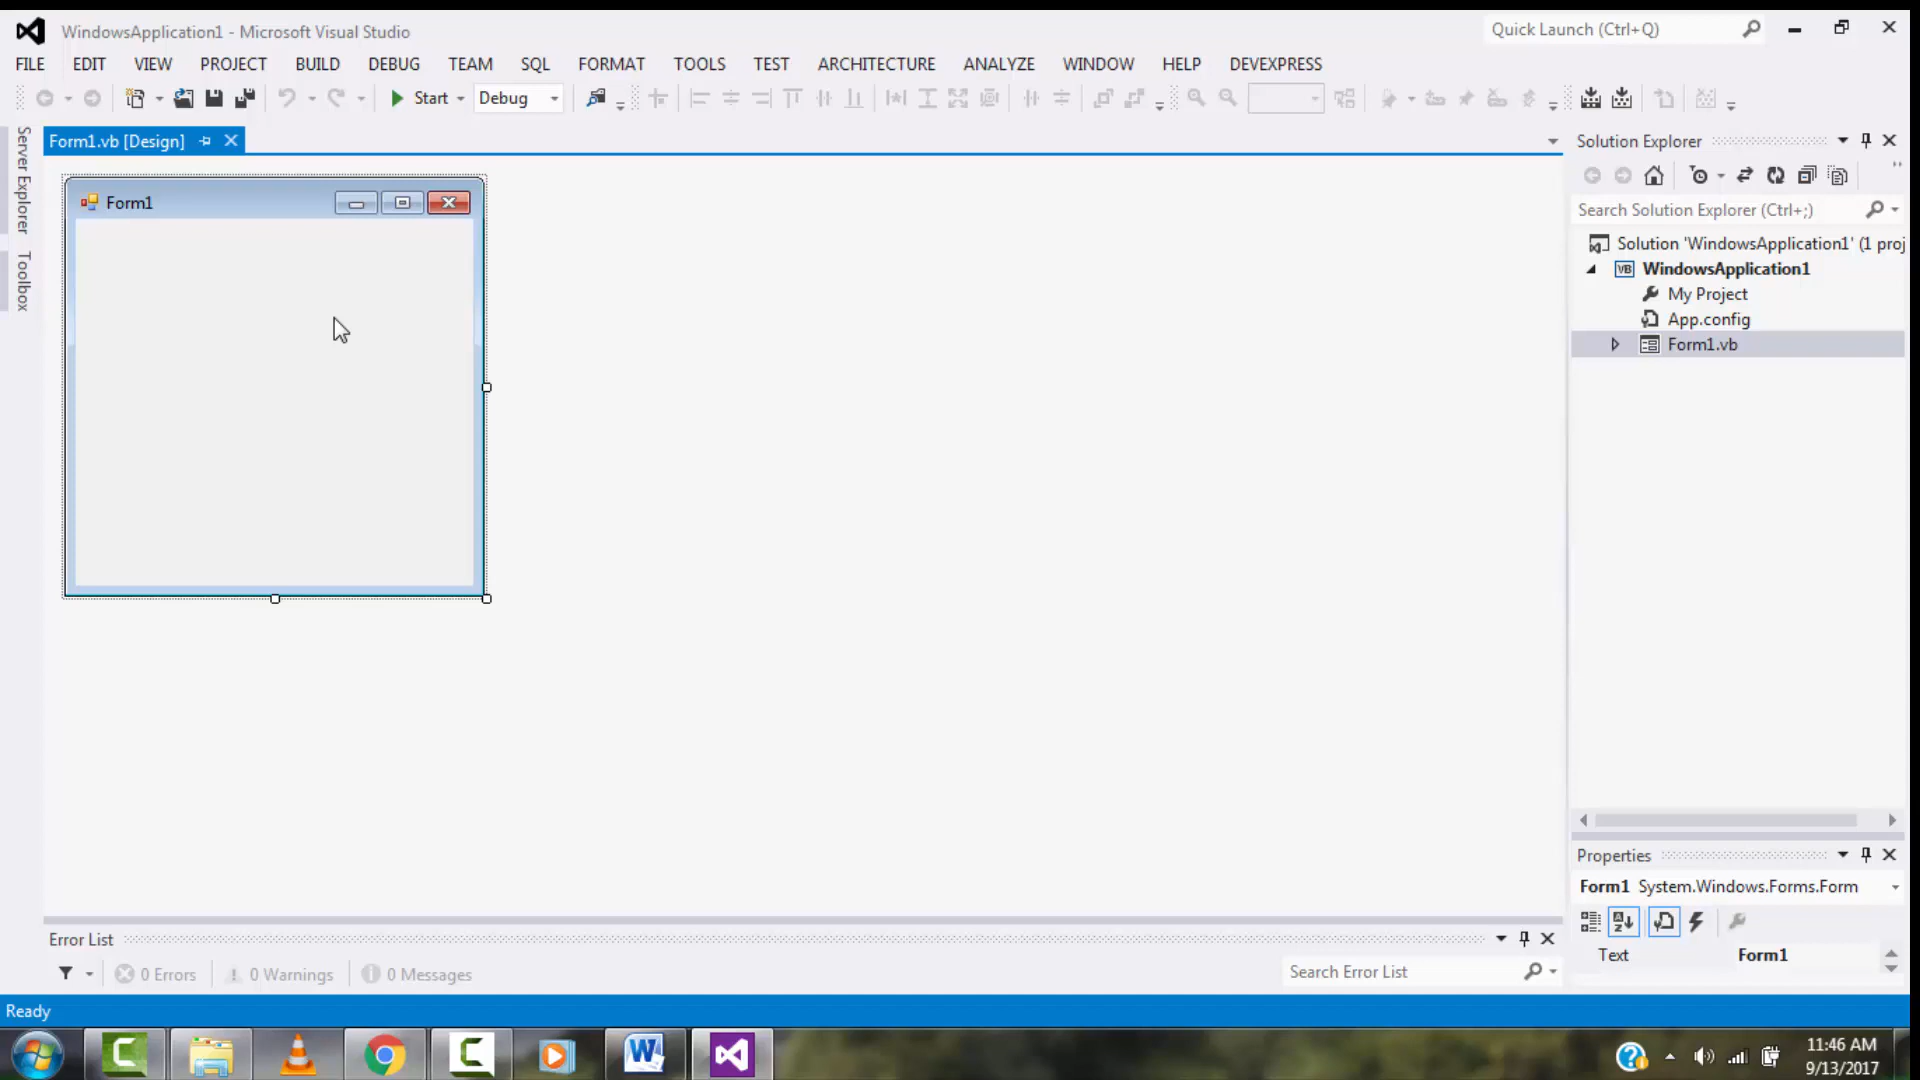 WindowsApplication1 - Microsoft Visual Studio
Quick Launch (Ctrl+Q)
FILE EDIT VIEW PROJECT BUILD DEBUG TEAM SQL FORMAT TOOLS TEST ARCHITECTURE ANALYZE WINDOW HELP DEVEXPRESS
Start Debug
Server Explorer
Toolbox
Form1.vb [Design]
Form1
Solution Explorer
Search Solution Explorer (Ctrl+;)
Solution 'WindowsApplication1' (1 proj
VB WindowsApplication1
My Project
App.config
Form1.vb
Properties
Form1 System.Windows.Forms.Form
Text Form1
Error List
0 Errors 0 Warnings 0 Messages
Search Error List
Ready
11:46 AM
9/13/2017